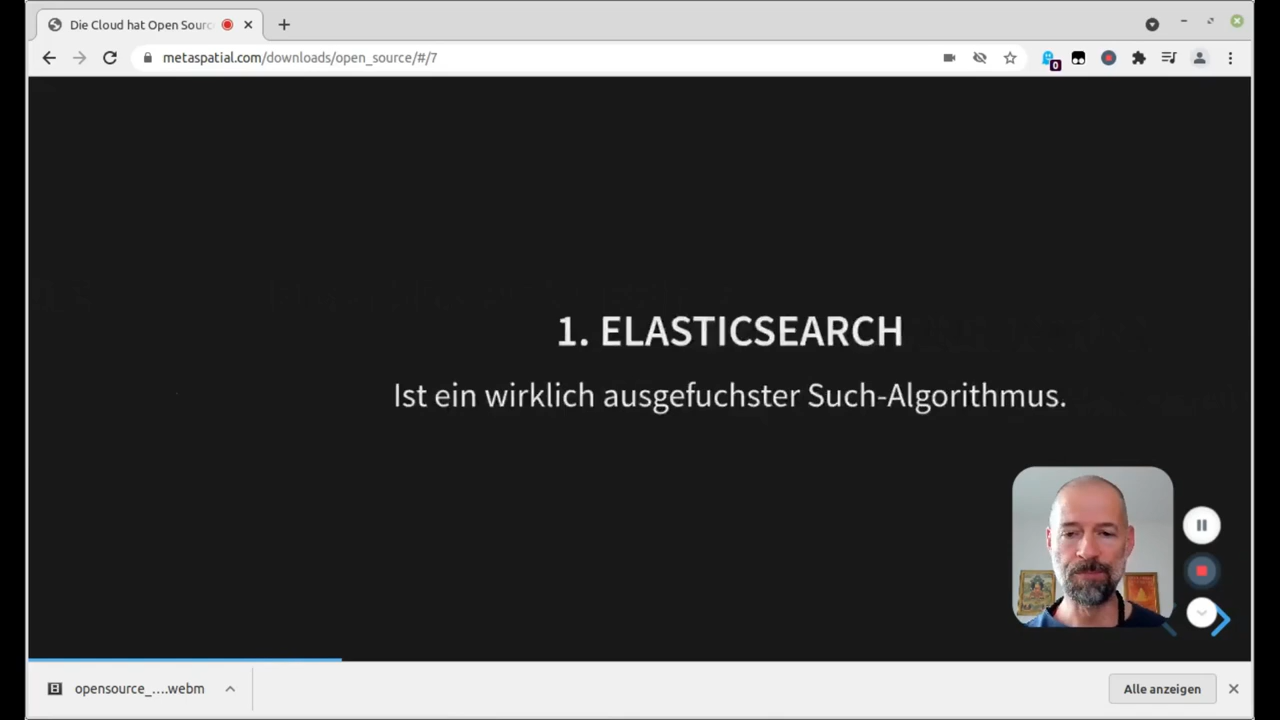 Die Cloud hat Open Sourc
metaspatial.com/downloads/open_source/#/7
0
1. ELASTICSEARCH
Ist ein wirklich ausgefuchster Such-Algorithmus.
opensource_....webm
Alle anzeigen